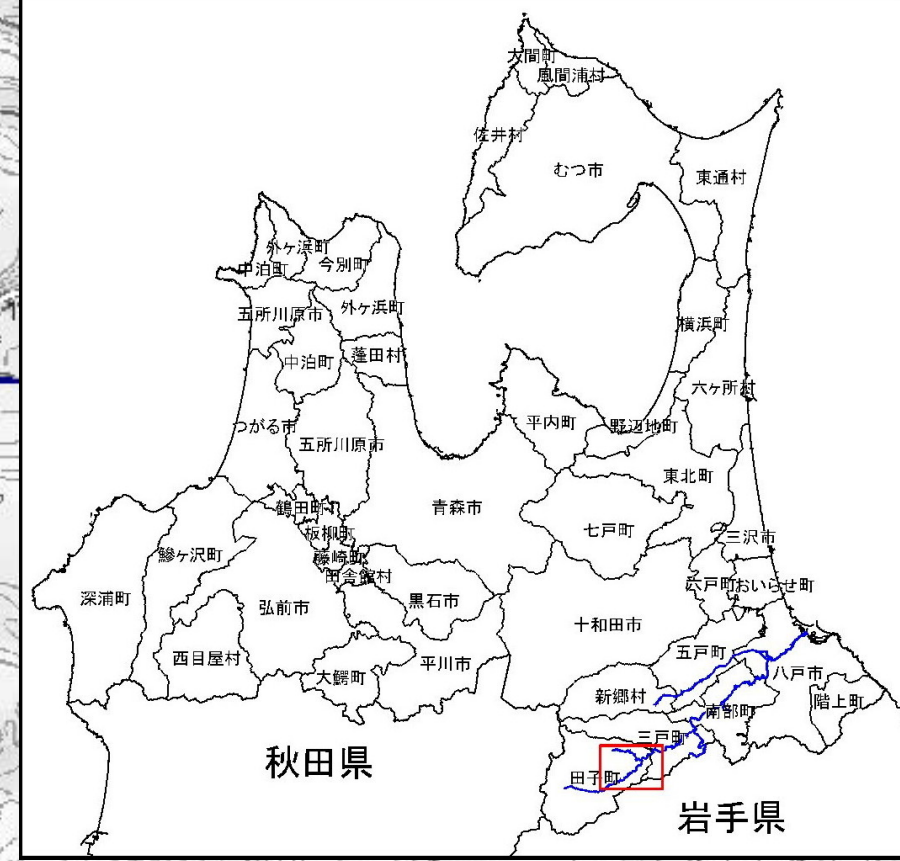 大間町
風間浦村
佐井村
むつ市
東通村
外ヶ浜町
中泊町
今別町
五所川原市
外ヶ浜町
横浜町
中泊町
蓬田村
六ヶ所村
つがる市
五所川原市
平内町
野辺地町
東北町
青森市
鶴田町
板柳町
七戸町
三沢市
藤崎町
田舎館村
鰺ヶ沢町
六戸町
おいらせ町
深浦町
弘前市
黒石市
十和田市
西目屋村
大鰐町
平川市
五戸町
八戸市
新郷村
階上町
南部町
三戸町
秋田県
田子町
岩手県